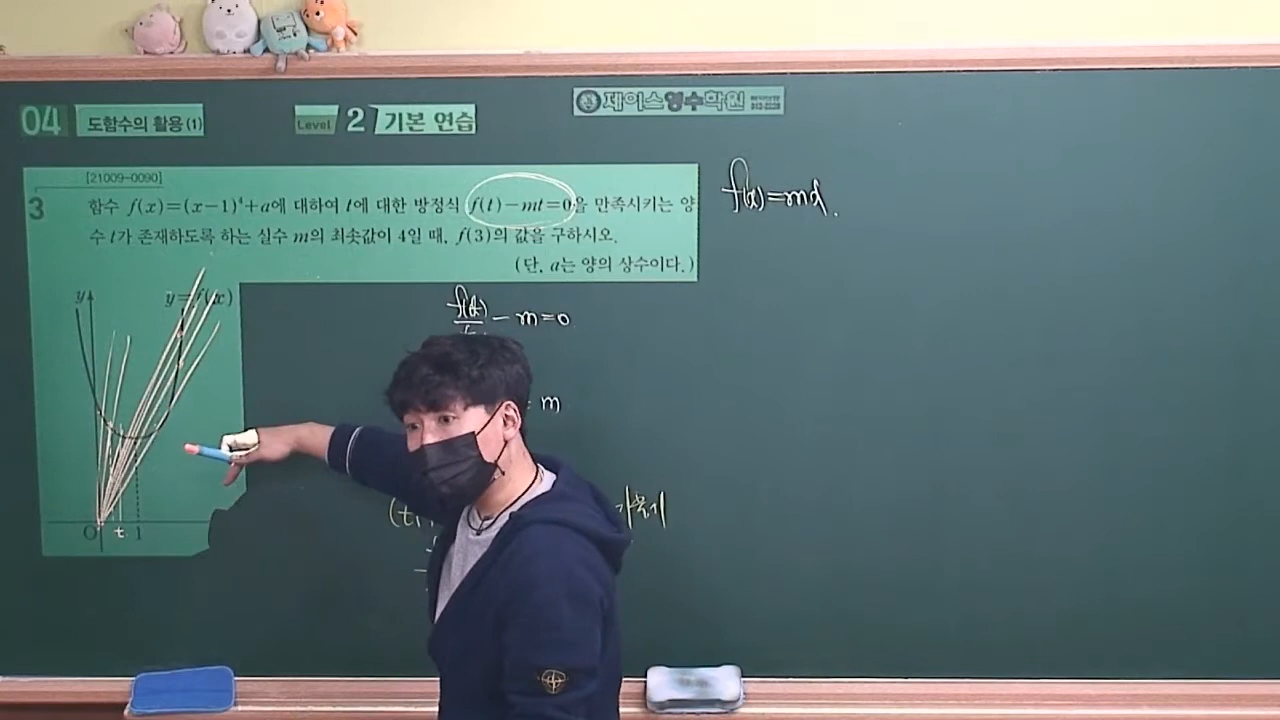 04 도함수의 활용 (1) Level 2 기본 연습 제이스영수학원
[21009-0090]
3 함수 f(x)=(x-1)⁴+a에 대하여 t에 대한 방정식 f(t)-mt=0을 만족시키는 양
수 t가 존재하도록 하는 실수 m의 최솟값이 4일 때, f(3)의 값을 구하시오.
(단, a는 양의 상수이다.)
f(x)=mx.
y y=f(x)
O t 1
f(t)/t - m=0
= m
(t,